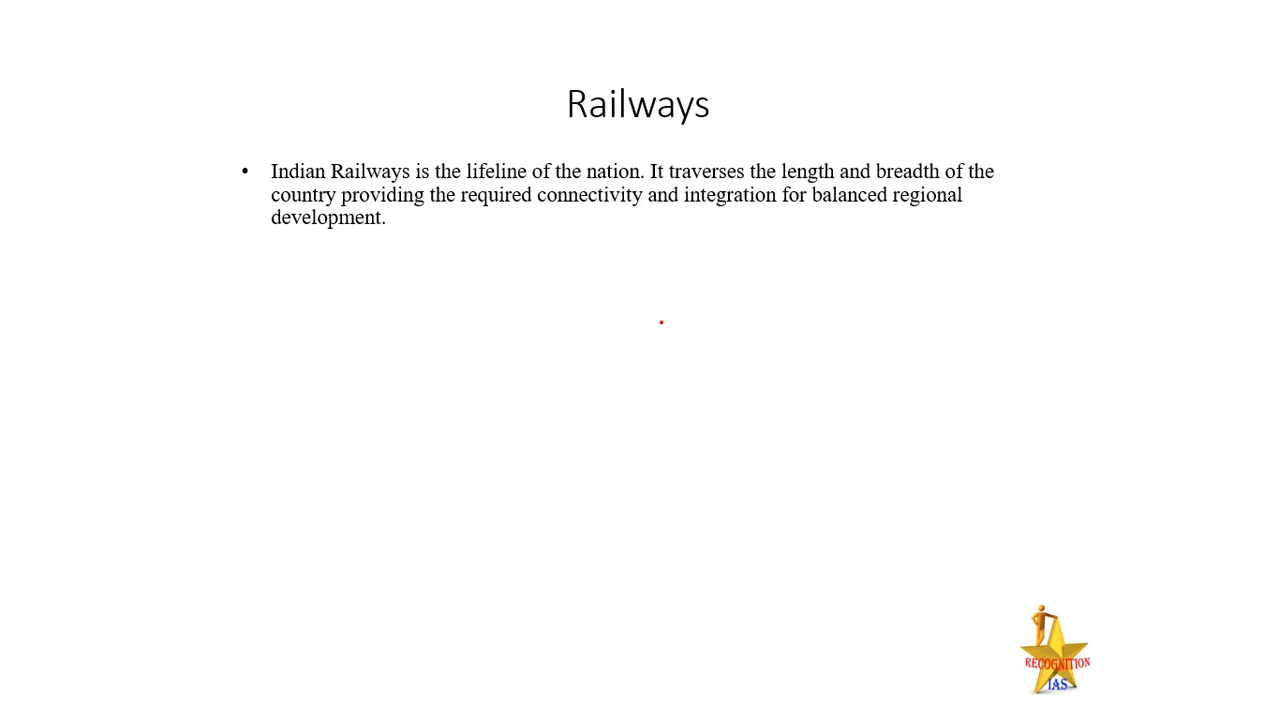 Railways
• Indian Railways is the lifeline of the nation. It traverses the length and breadth of the
country providing the required connectivity and integration for balanced regional
development.
RECOGNITION
IAS